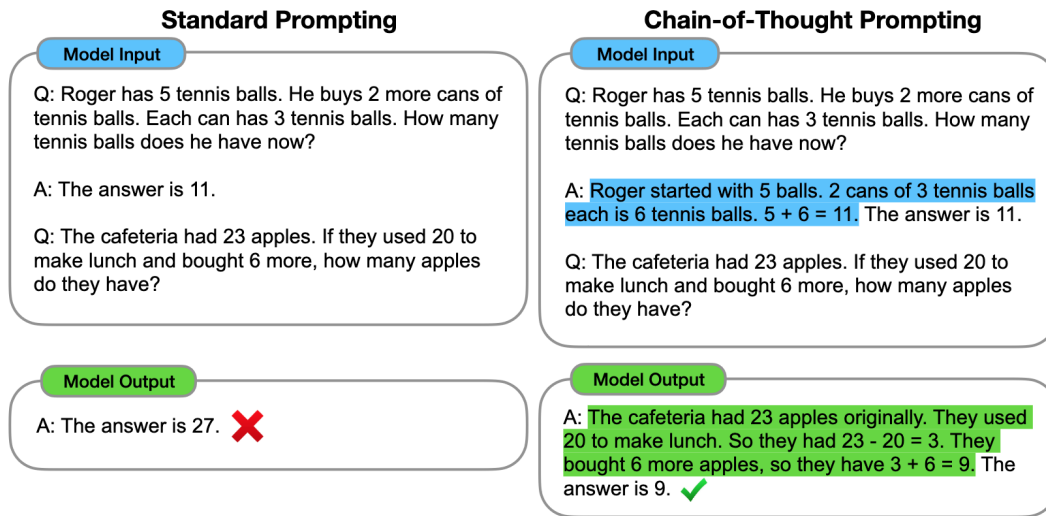 Standard Prompting
Model Input
Q: Roger has 5 tennis balls. He buys 2 more cans of
tennis balls. Each can has 3 tennis balls. How many
tennis balls does he have now?
A: The answer is 11.
Q: The cafeteria had 23 apples. If they used 20 to
make lunch and bought 6 more, how many apples
do they have?
Model Output
A: The answer is 27.
Chain-of-Thought Prompting
Model Input
Q: Roger has 5 tennis balls. He buys 2 more cans of
tennis balls. Each can has 3 tennis balls. How many
tennis balls does he have now?
A: Roger started with 5 balls. 2 cans of 3 tennis balls
each is 6 tennis balls. 5 + 6 = 11. The answer is 11.
Q: The cafeteria had 23 apples. If they used 20 to
make lunch and bought 6 more, how many apples
do they have?
Model Output
A: The cafeteria had 23 apples originally. They used
20 to make lunch. So they had 23 - 20 = 3. They
bought 6 more apples, so they have 3 + 6 = 9. The
answer is 9.